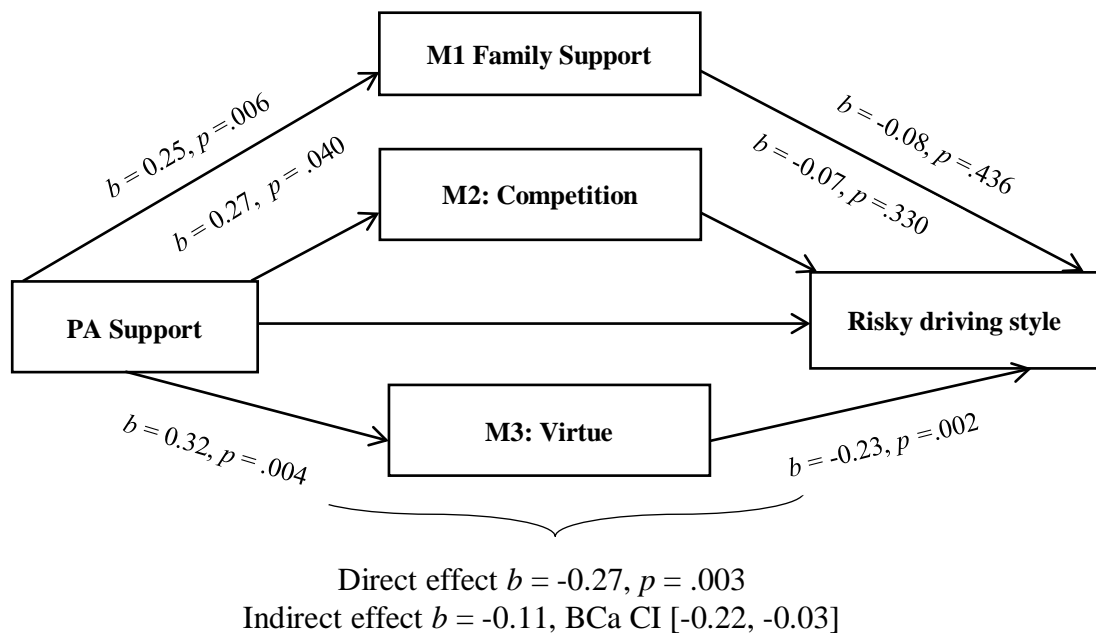 M1 Family Support
b = 0.25, p =.006
b = -0.08, p =.436
b = 0.27, p = .040
M2: Competition
b = -0.07, p =.330
PA Support
Risky driving style
M3: Virtue
b = 0.32, p = .004
b = -0.23, p =.002
Direct effect b = -0.27, p = .003
Indirect effect b = -0.11, BCa CI [-0.22, -0.03]